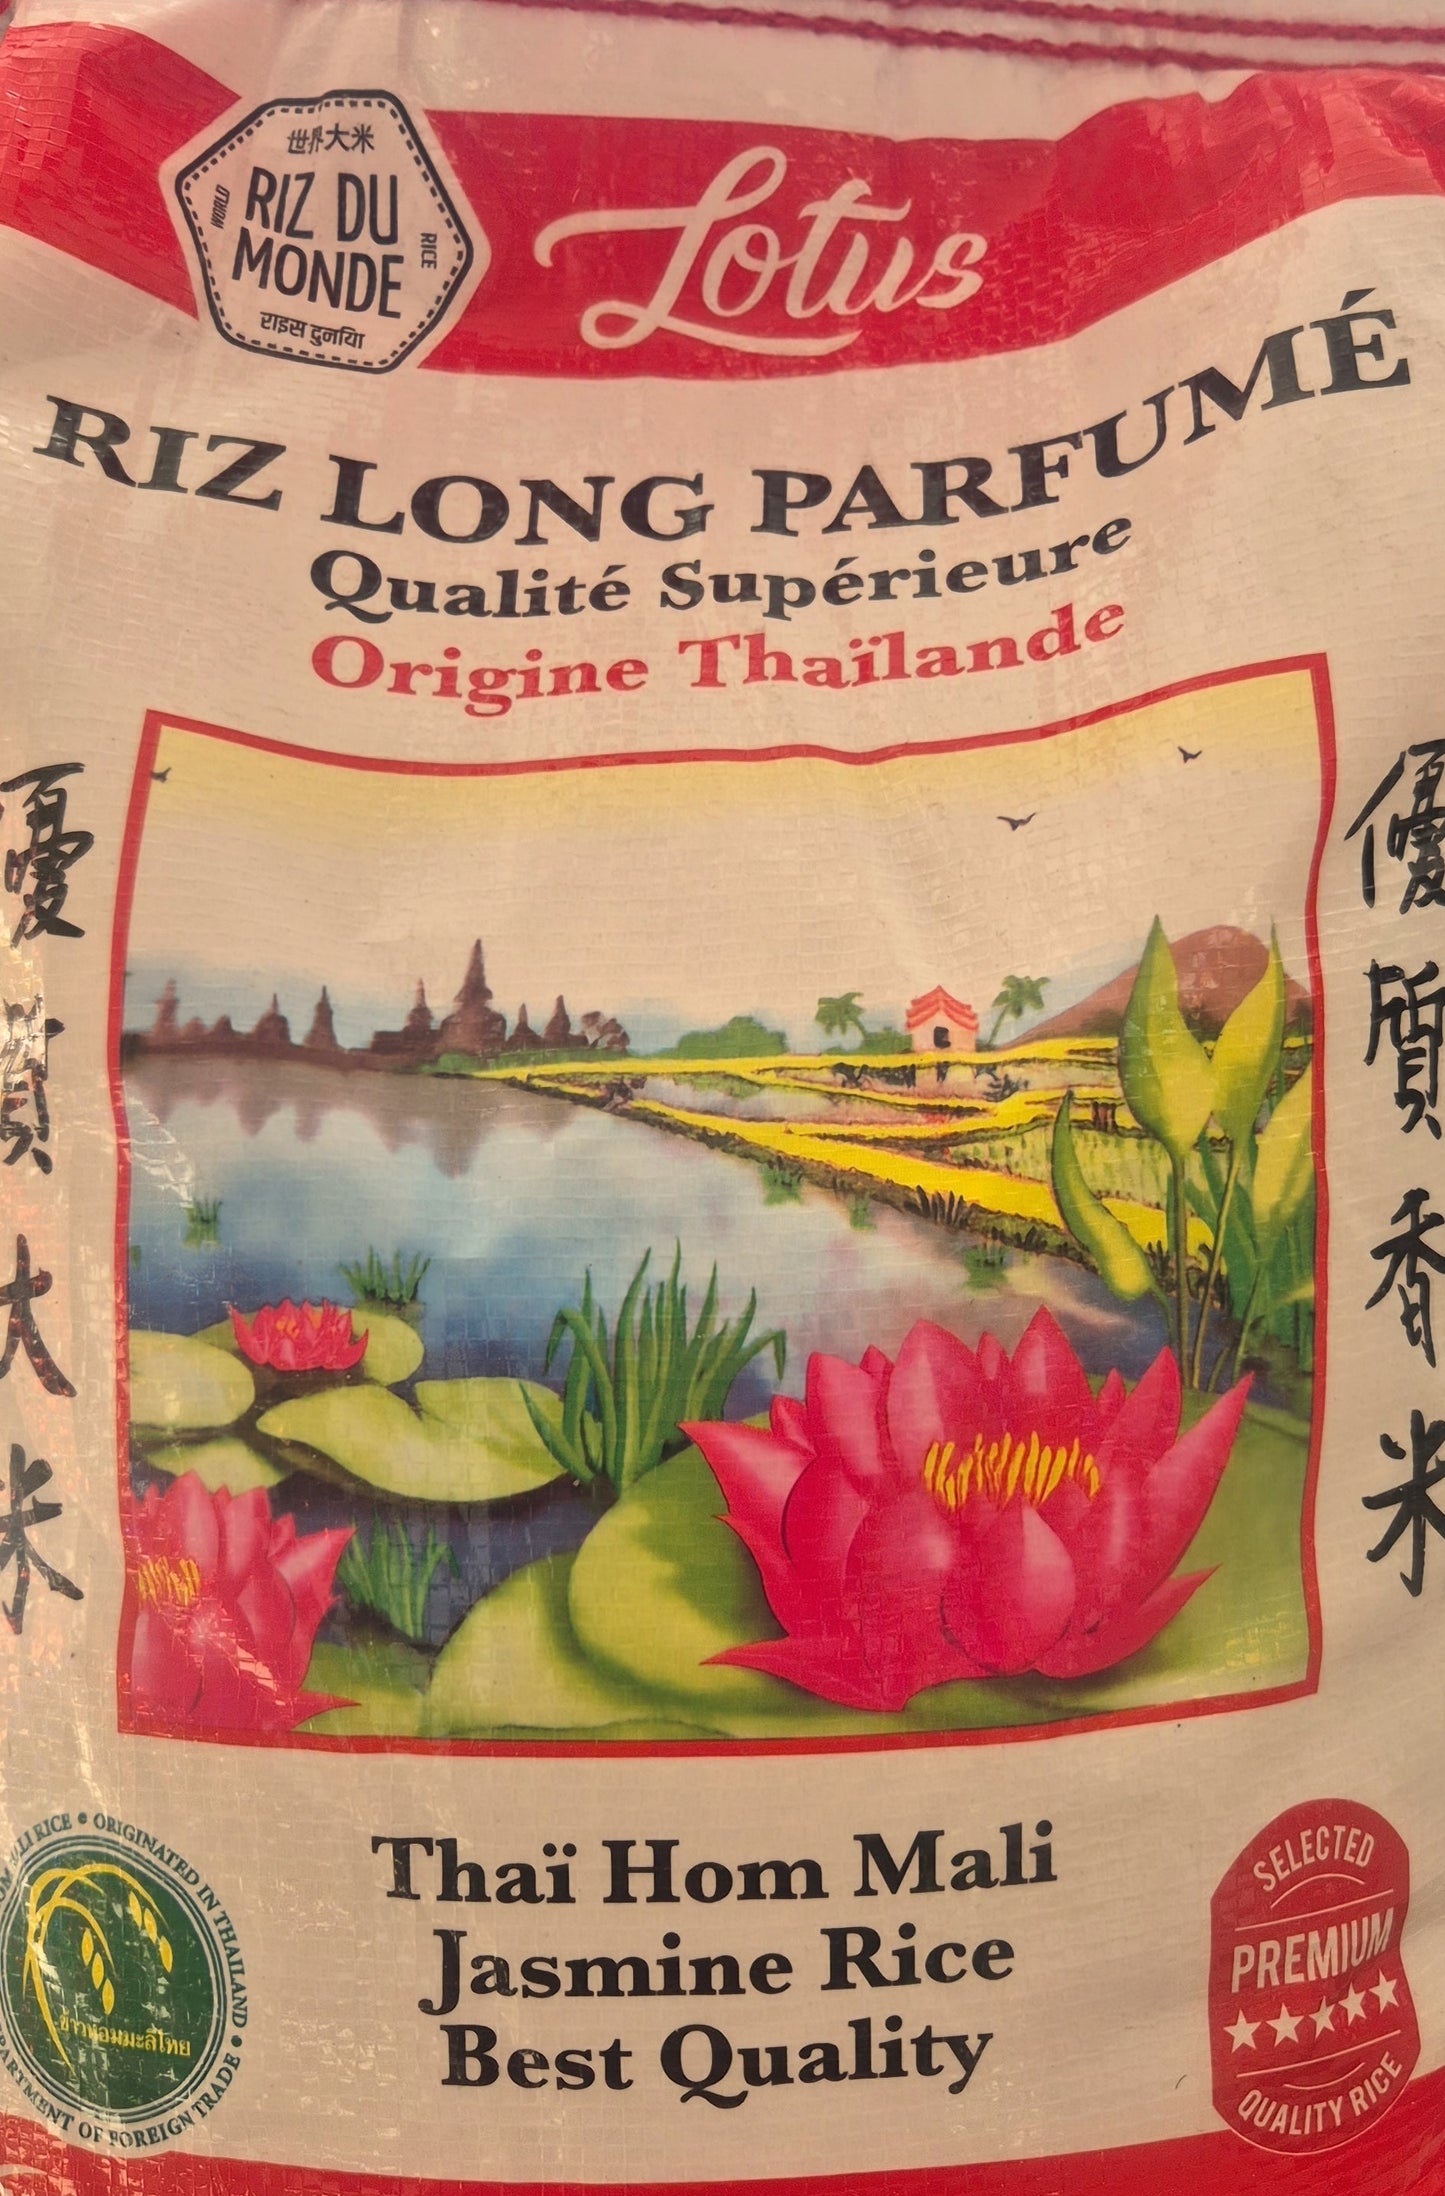 世界大米
WORLD
RIZ DU
MONDE
RICE
राइस दुनिया
Lotus
RIZ LONG PARFUMÉ
Qualité Supérieure
Origine Thaïlande
優
質
大
米
優
質
香
米
RICE • ORIGINATED IN THAILAND •
OF FOREIGN TRADE
ข้าวหอมมะลิไทย
Thaï Hom Mali
Jasmine Rice
Best Quality
SELECTED
PREMIUM
QUALITY RICE